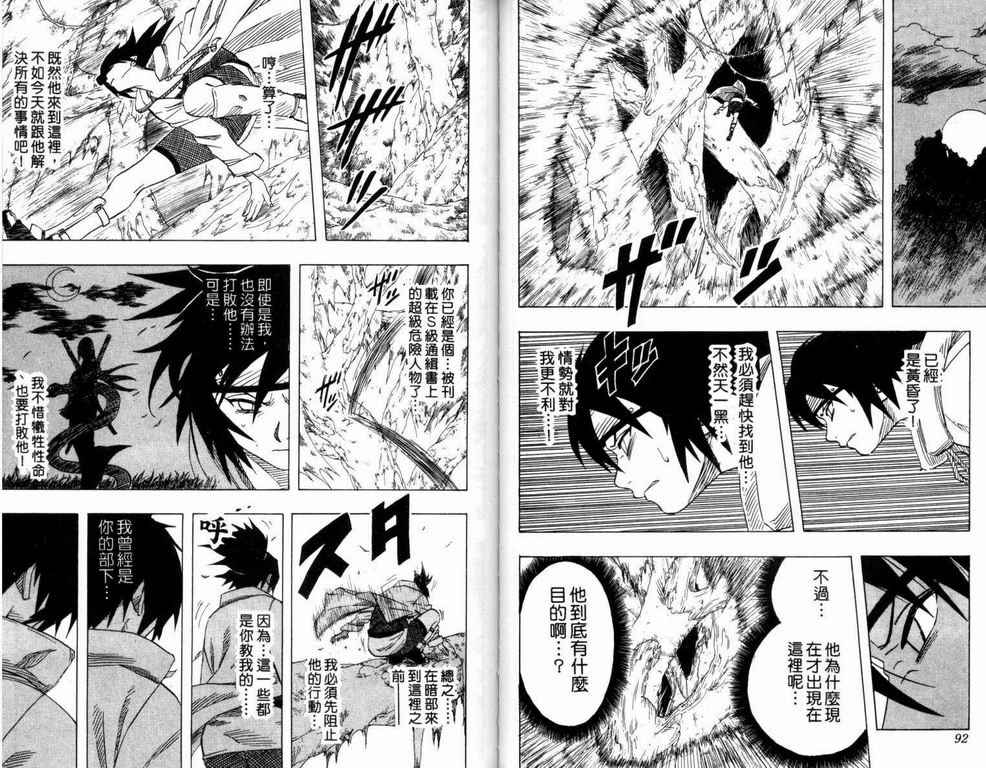 已經
是黃昏了…
我必須趕快找到他…
不然天一黑…
情勢就對
我更不利……！
ギッ
不過…
他為什麼現
在才出現在
這裡呢…
他到底有什麼
目的啊…？
92
哼…算了…
既然他來到這裡，
不如今天就跟他解
決所有的事情吧！
你已經是個…被刊
載在S級通緝書上
的超級危險人物了…
即使是我，
也沒有辦法
打敗他……
可是…
我不惜犧牲性命
、也要打敗他！
スタ
總之……
在暗部來
到這裡之
前——
我必須先阻止
他的行動…
呼
因為…這一些都
是你教我的……
我曾經是
你的部下…